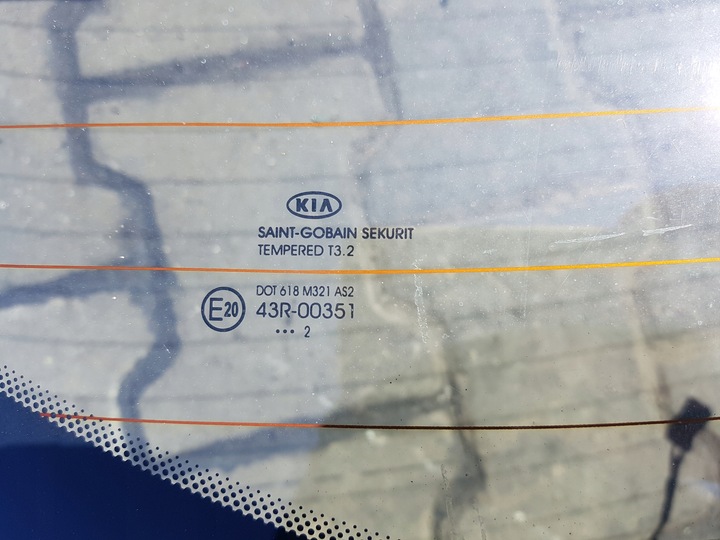 KIA
SAINT-GOBAIN SEKURIT
TEMPERED T3.2
DOT 618 M321 AS2
E20 43R-00351
••• 2